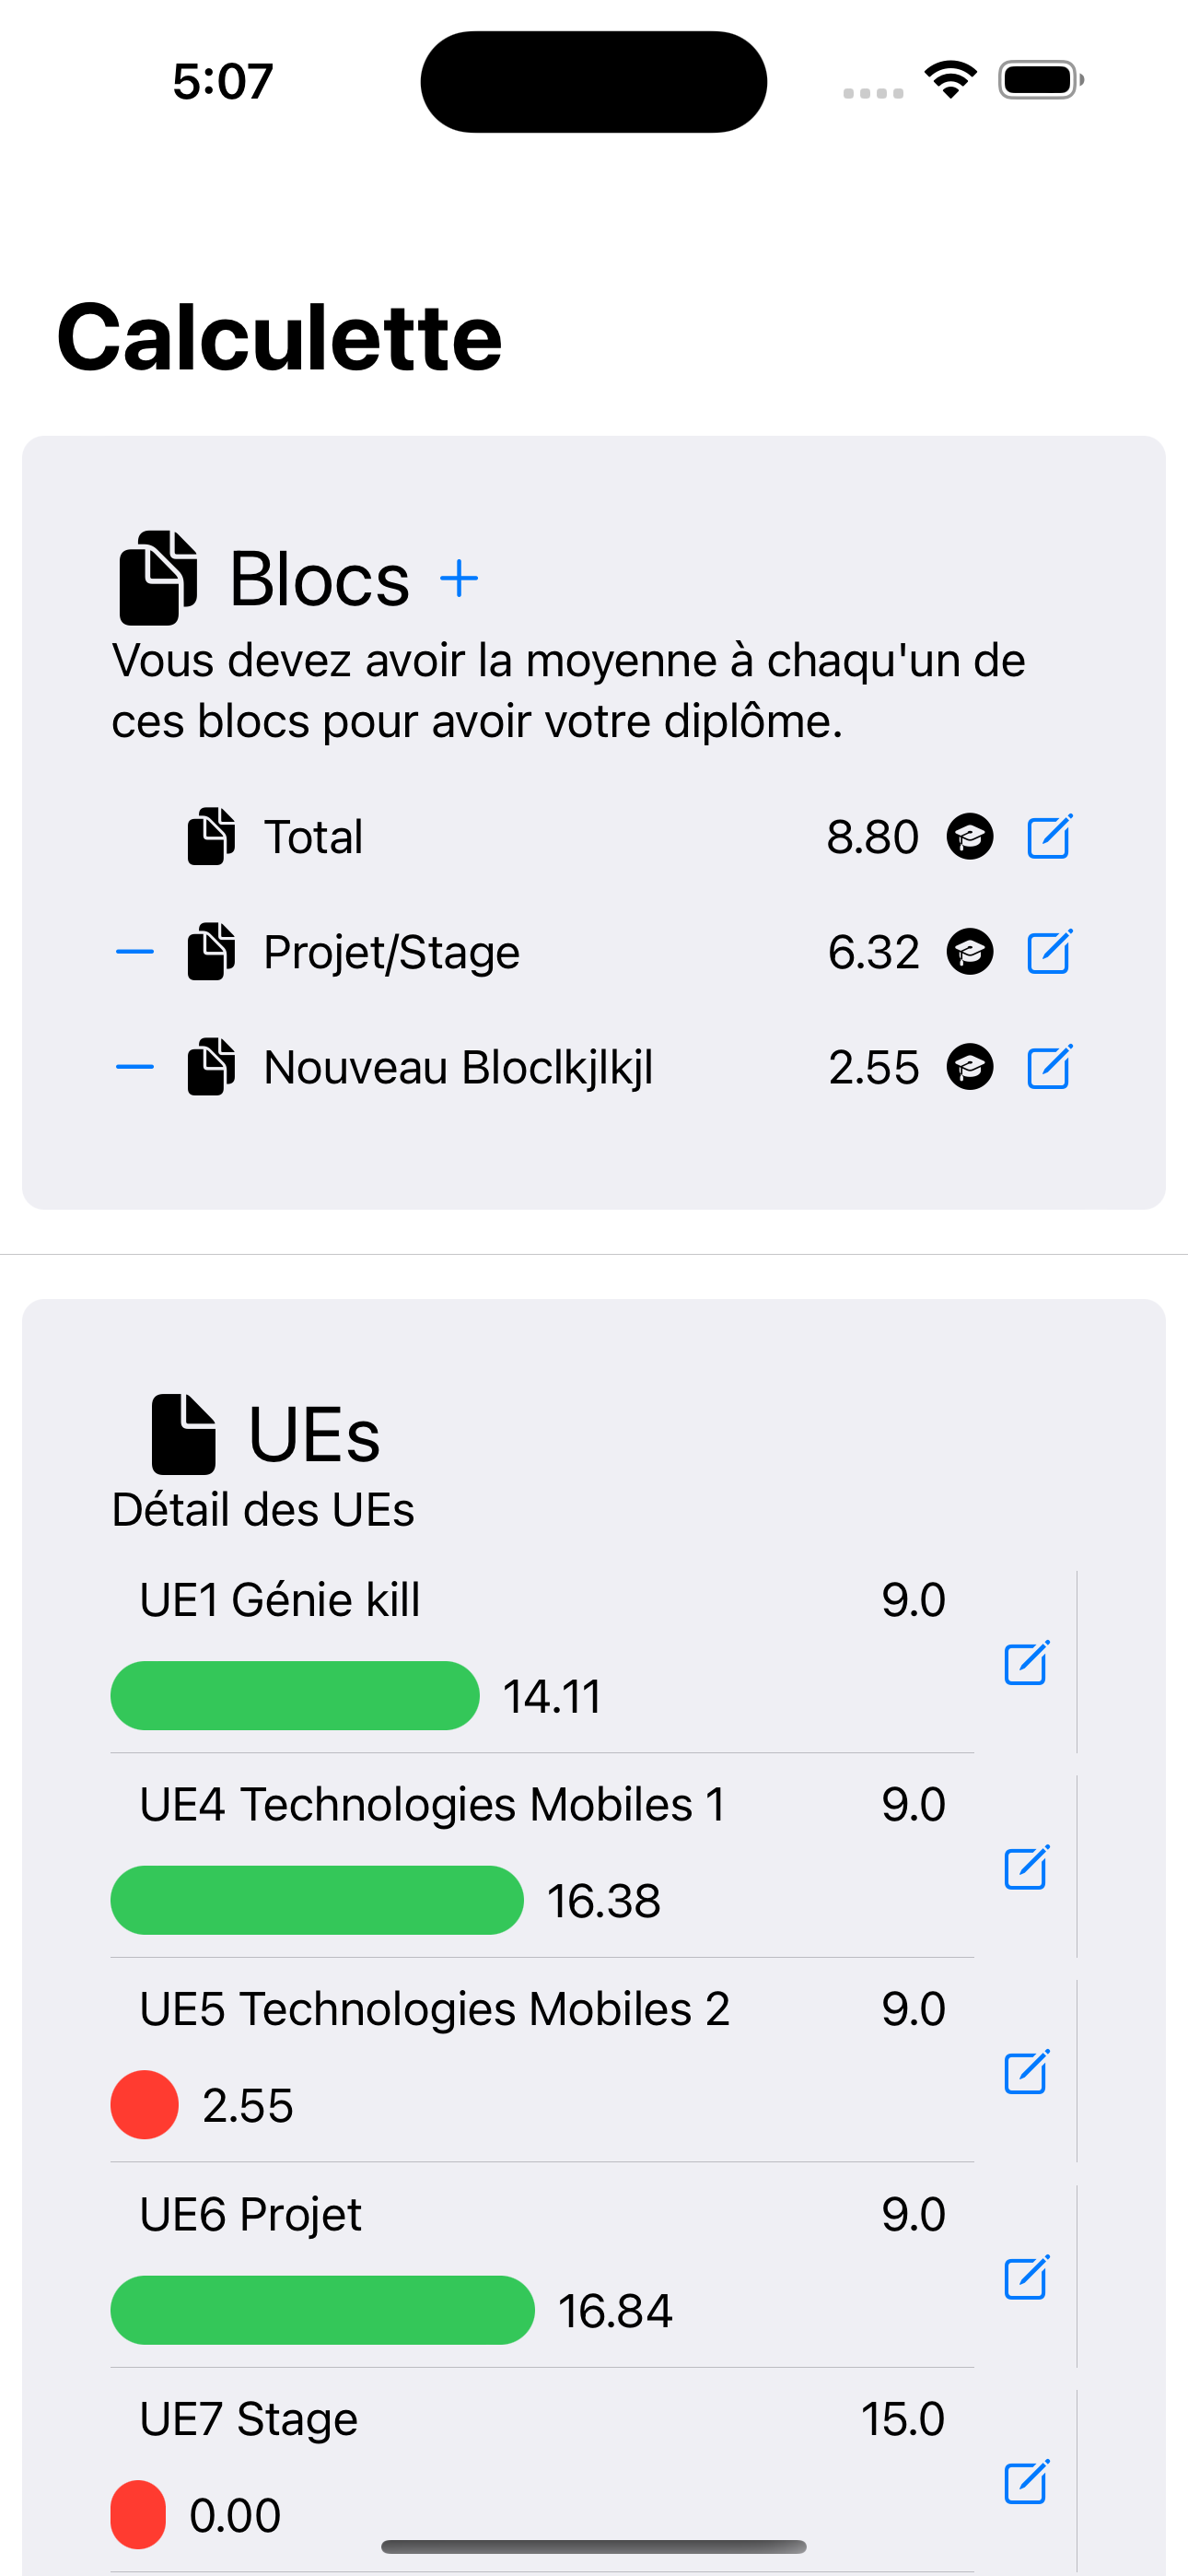 5:07
Calculette
Blocs +
Vous devez avoir la moyenne à chaqu'un de
ces blocs pour avoir votre diplôme.
Total 8.80
Projet/Stage 6.32
Nouveau Bloclkjlkjl 2.55
UEs
Détail des UEs
UE1 Génie kill 9.0
14.11
UE4 Technologies Mobiles 1 9.0
16.38
UE5 Technologies Mobiles 2 9.0
2.55
UE6 Projet 9.0
16.84
UE7 Stage 15.0
0.00